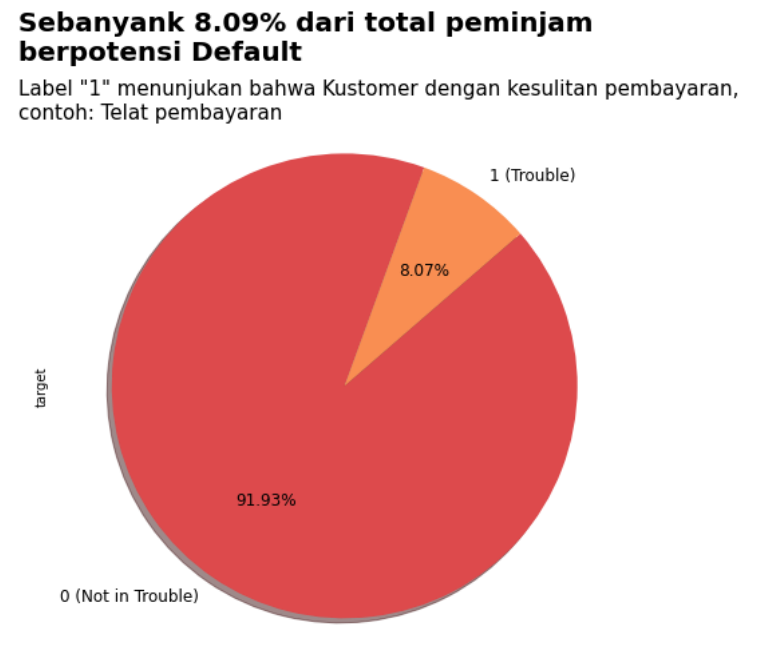 Sebanyank 8.09% dari total peminjam
berpotensi Default
Label "1" menunjukan bahwa Kustomer dengan kesulitan pembayaran,
contoh: Telat pembayaran
1 (Trouble)
8.07%
target
91.93%
0 (Not in Trouble)